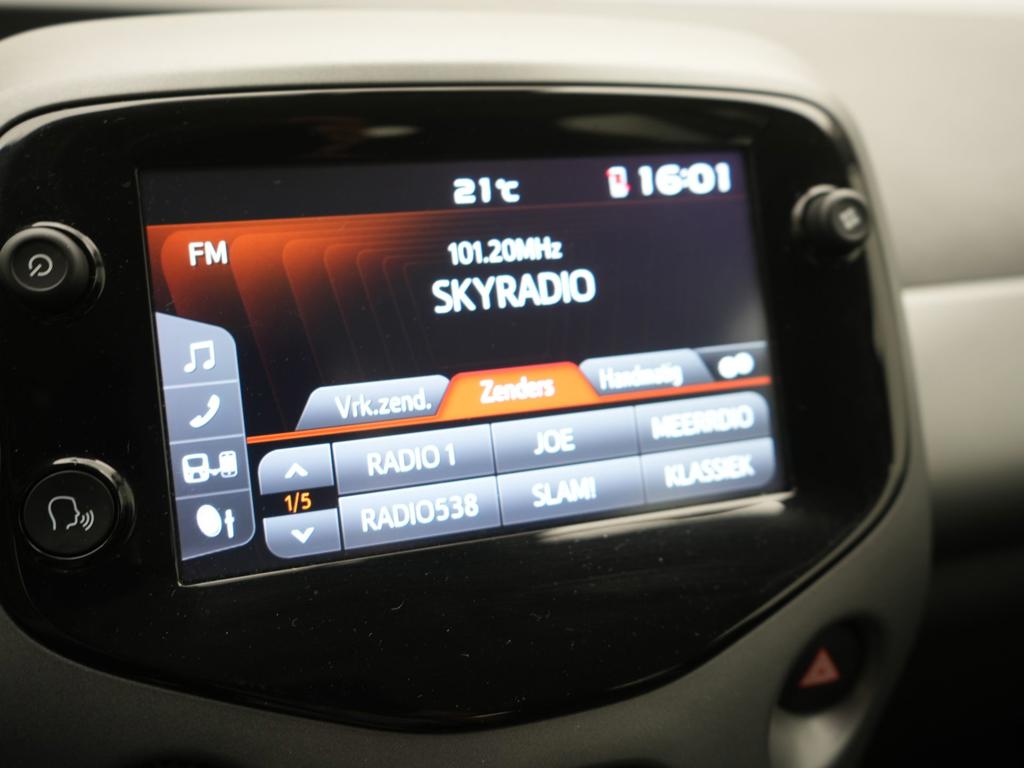 21°C 16:01
FM
101.20MHz
SKYRADIO
Vrk.zend. Zenders Handmatig
RADIO 1 JOE MEERRDIO
1/5
RADIO538 SLAM! KLASSIEK